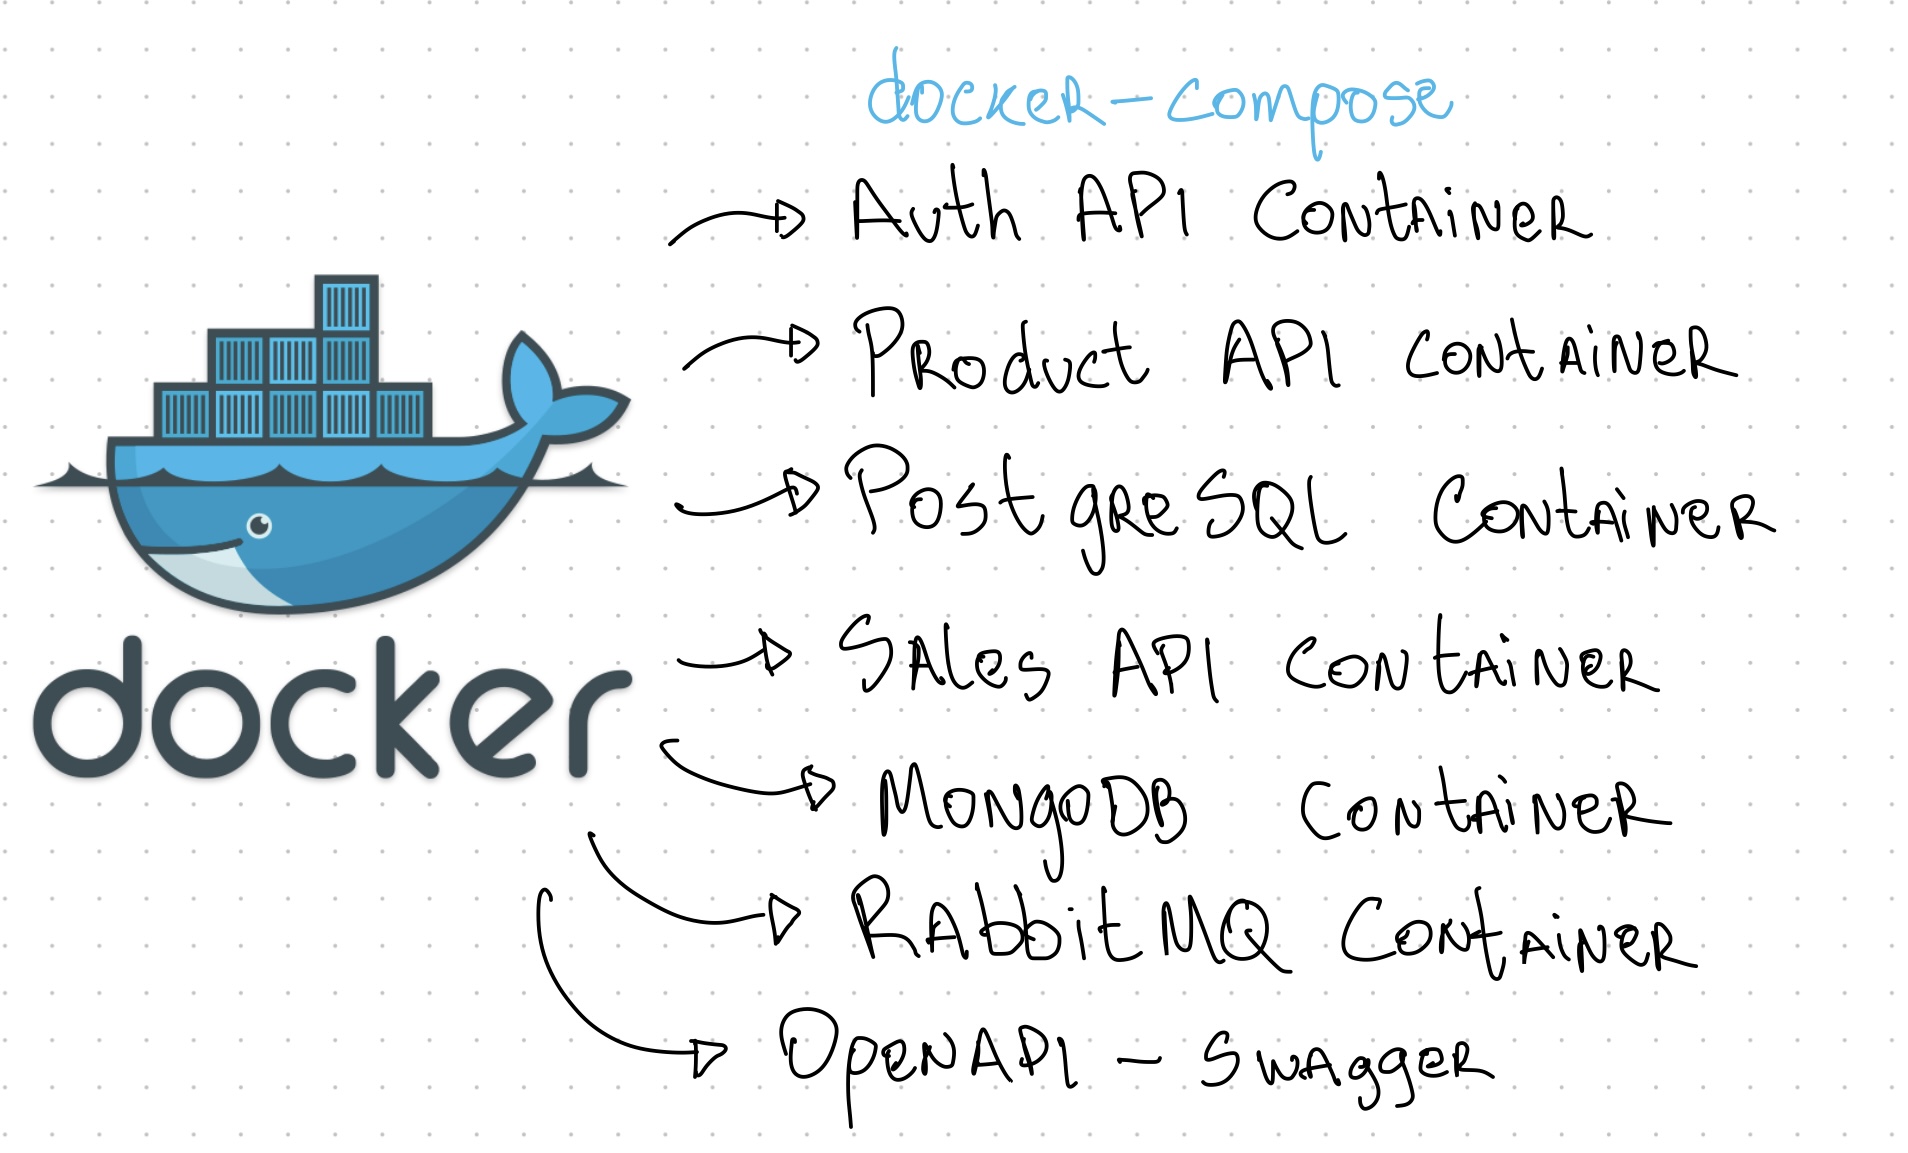 docker-compose
Auth API Container
Product API Container
PostgreSQL Container
Sales API Container
MongoDB Container
RabbitMQ Container
OpenAPI - Swagger
docker